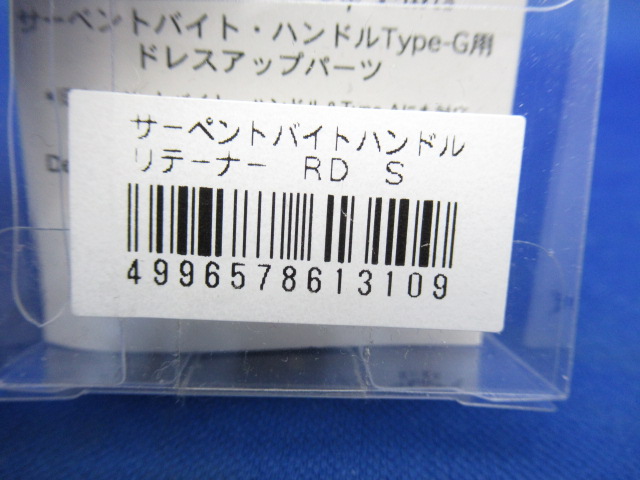 サーペントバイト・ハンドルType-G用
ドレスアップパーツ
サーペントバイトハンドル
リテーナー RD S
4996578613109